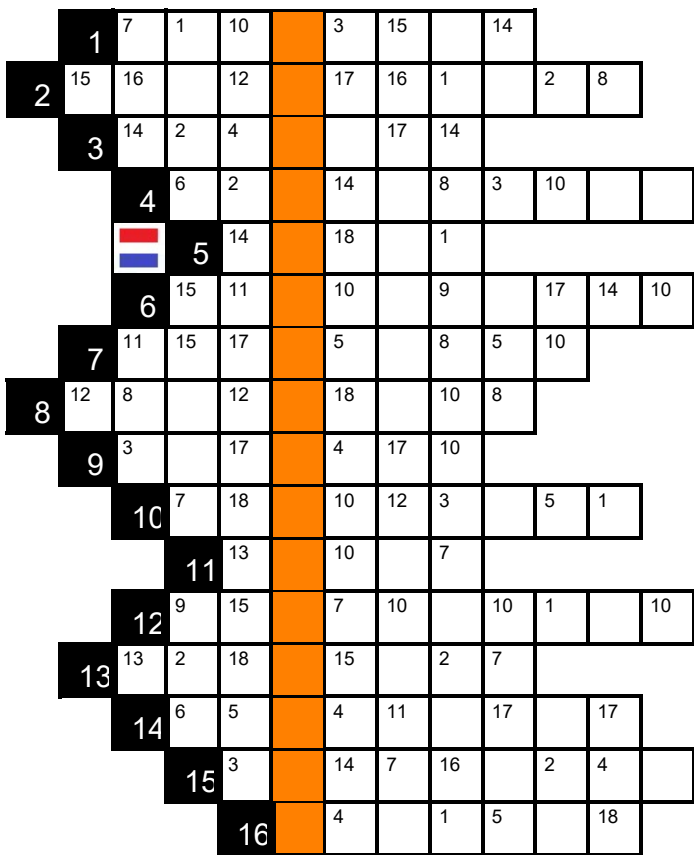 1 7 1 10 3 15 14
2 15 16 12 17 16 1 2 8
3 14 2 4 17 14
4 6 2 14 8 3 10
5 14 18 1
6 15 11 10 9 17 14 10
7 11 15 17 5 8 5 10
8 12 8 12 18 10 8
9 3 17 4 17 10
10 7 18 10 12 3 5 1
11 13 10 7
12 9 15 7 10 10 1 10
13 13 2 18 15 2 7
14 6 5 4 11 17 17
15 3 14 7 16 2 4
16 4 1 5 18